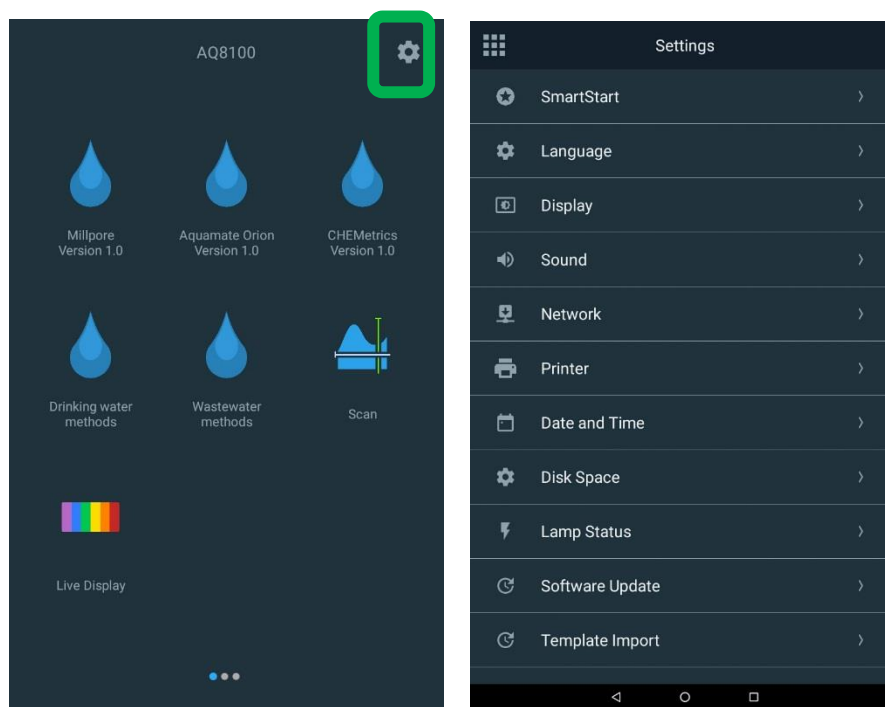 AQ8100
Millpore
Version 1.0
Aquamate Orion
Version 1.0
CHEMetrics
Version 1.0
Drinking water
methods
Wastewater
methods
Scan
Live Display
Settings
SmartStart
Language
Display
Sound
Network
Printer
Date and Time
Disk Space
Lamp Status
Software Update
Template Import